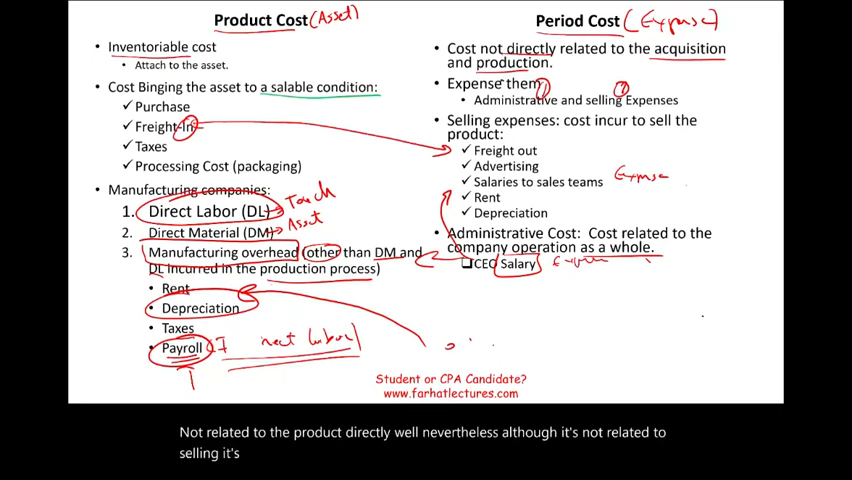 Product Cost (Asset)
• Inventoriable cost
• Attach to the asset.
• Cost Binging the asset to a salable condition:
✓ Purchase
✓ Freight-In
✓ Taxes
✓ Processing Cost (packaging)
• Manufacturing companies:
1. Direct Labor (DL) Touch
2. Direct Material (DM) Asset
3. Manufacturing overhead (other than DM and
DL incurred in the production process)
• Rent
• Depreciation
• Taxes
• Payroll
Period Cost (Expense)
• Cost not directly related to the acquisition
and production.
• Expense them
• Administrative and selling Expenses
• Selling expenses: cost incur to sell the
product:
✓ Freight out
✓ Advertising
✓ Salaries to sales teams Expense
✓ Rent
✓ Depreciation
• Administrative Cost: Cost related to the
company operation as a whole.
❑CEO Salary
Student or CPA Candidate?
www.farhatlectures.com
Not related to the product directly well nevertheless although it's not related to
selling it's